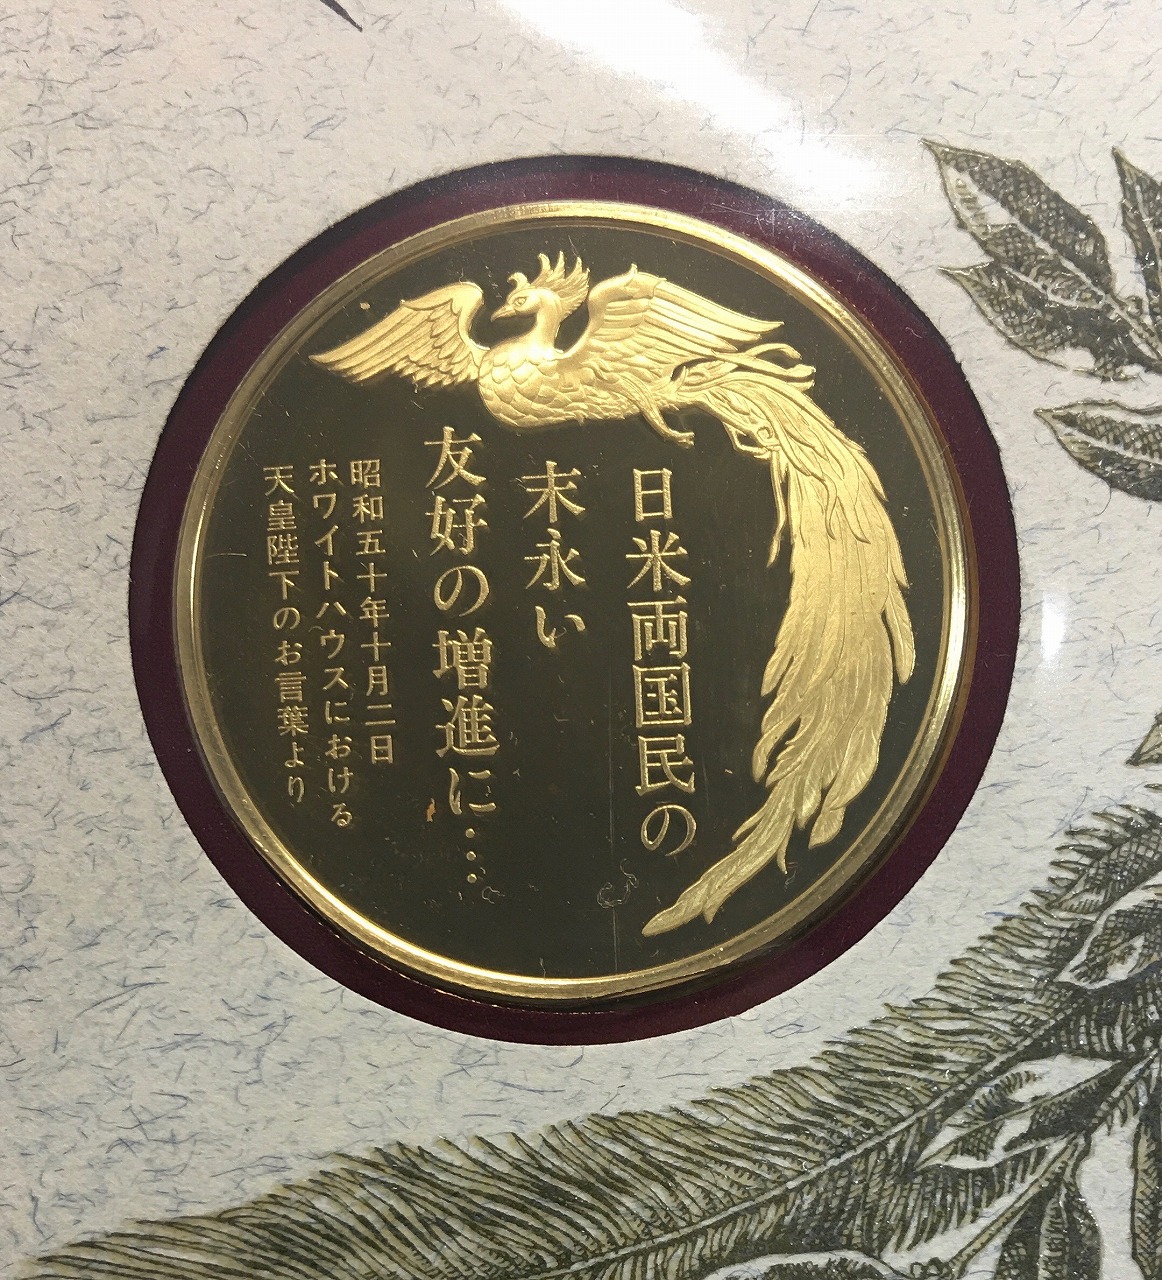 日米両国民の
末永い
友好の増進に・・・・
昭和五十年十月二日
ホワイトハウスにおける
天皇陛下のお言葉より